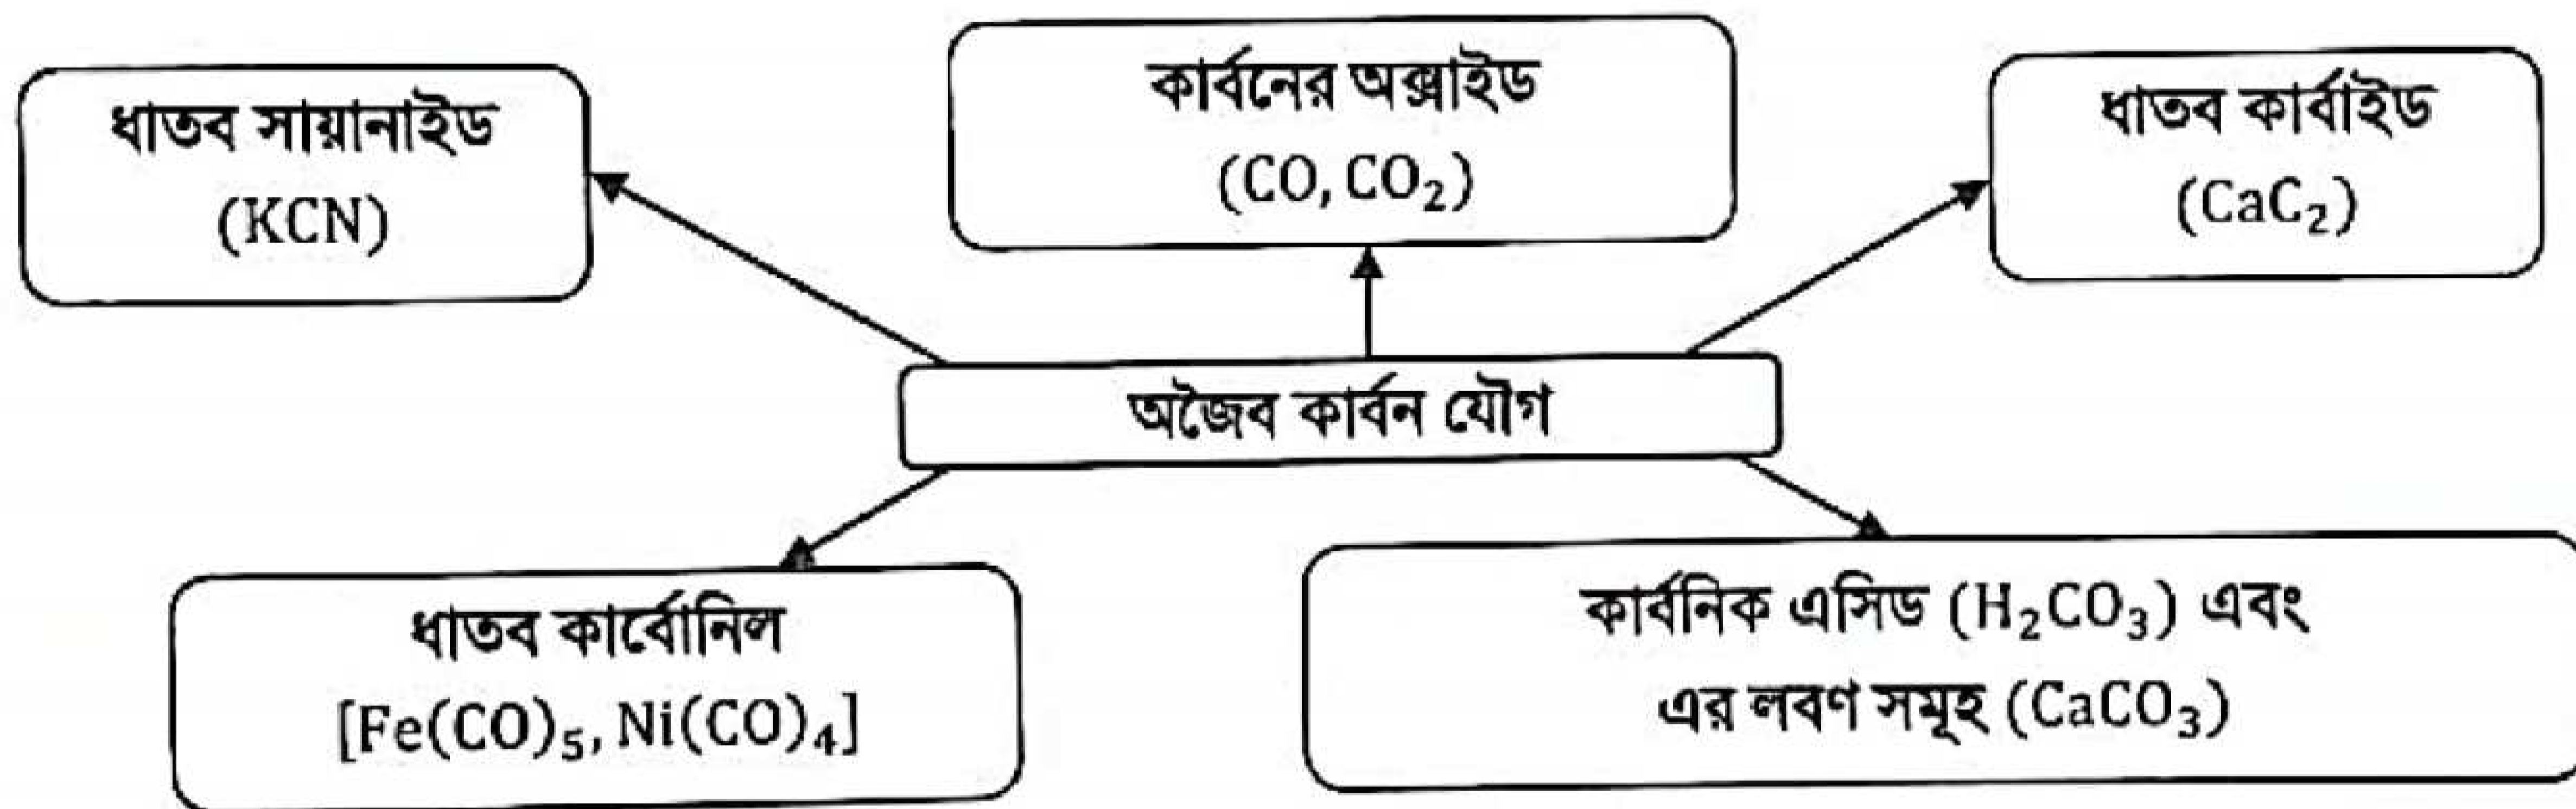 ধাতব সায়ানাইড
(KCN)
কার্বনের অক্সাইড
(CO, CO₂)
ধাতব কার্বাইড
(CaC₂)
অজৈব কার্বন যৌগ
ধাতব কার্বোনিল
[Fe(CO)₅, Ni(CO)₄]
কার্বনিক এসিড (H₂CO₃) এবং
এর লবণ সমূহ (CaCO₃)